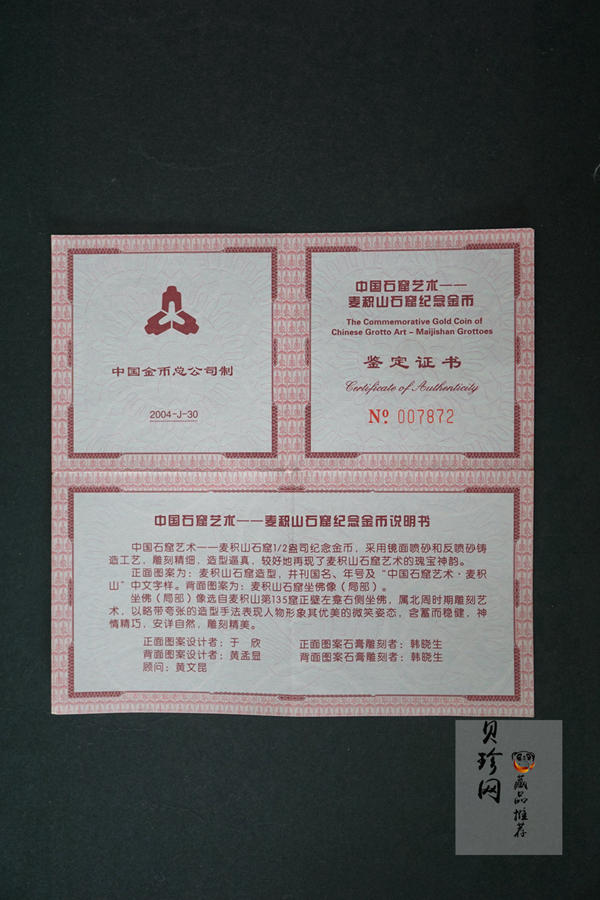 中国金币总公司制
2004-J-30
中国石窟艺术——
麦积山石窟纪念金币
The Commemorative Gold Coin of
Chinese Grotto Art - Maijishan Grottoes
鉴定证书
Certificate of Authenticity
No. 007872
中国石窟艺术——麦积山石窟纪念金币说明书
中国石窟艺术——麦积山石窟1/2盎司纪念金币，采用镜面喷砂和反喷砂铸
造工艺，雕刻精细，造型逼真，较好地再现了麦积山石窟艺术的瑰宝神韵。
正面图案为：麦积山石窟造型，并刊国名、年号及“中国石窟艺术·麦积
山”中文字样。背面图案为：麦积山石窟坐佛像（局部）。
坐佛（局部）像选自麦积山第135窟正壁左龛右侧坐佛，属北周时期雕刻艺
术，以略带夸张的造型手法表现人物形象其优美的微笑姿态，含蓄而稳健，神
情精巧，安详自然，雕刻精美。
正面图案设计者：于 欣 正面图案石膏雕刻者：韩晓生
背面图案设计者：黄孟显 背面图案石膏雕刻者：韩晓生
顾问：黄文昆
贝珍网
藏品推荐